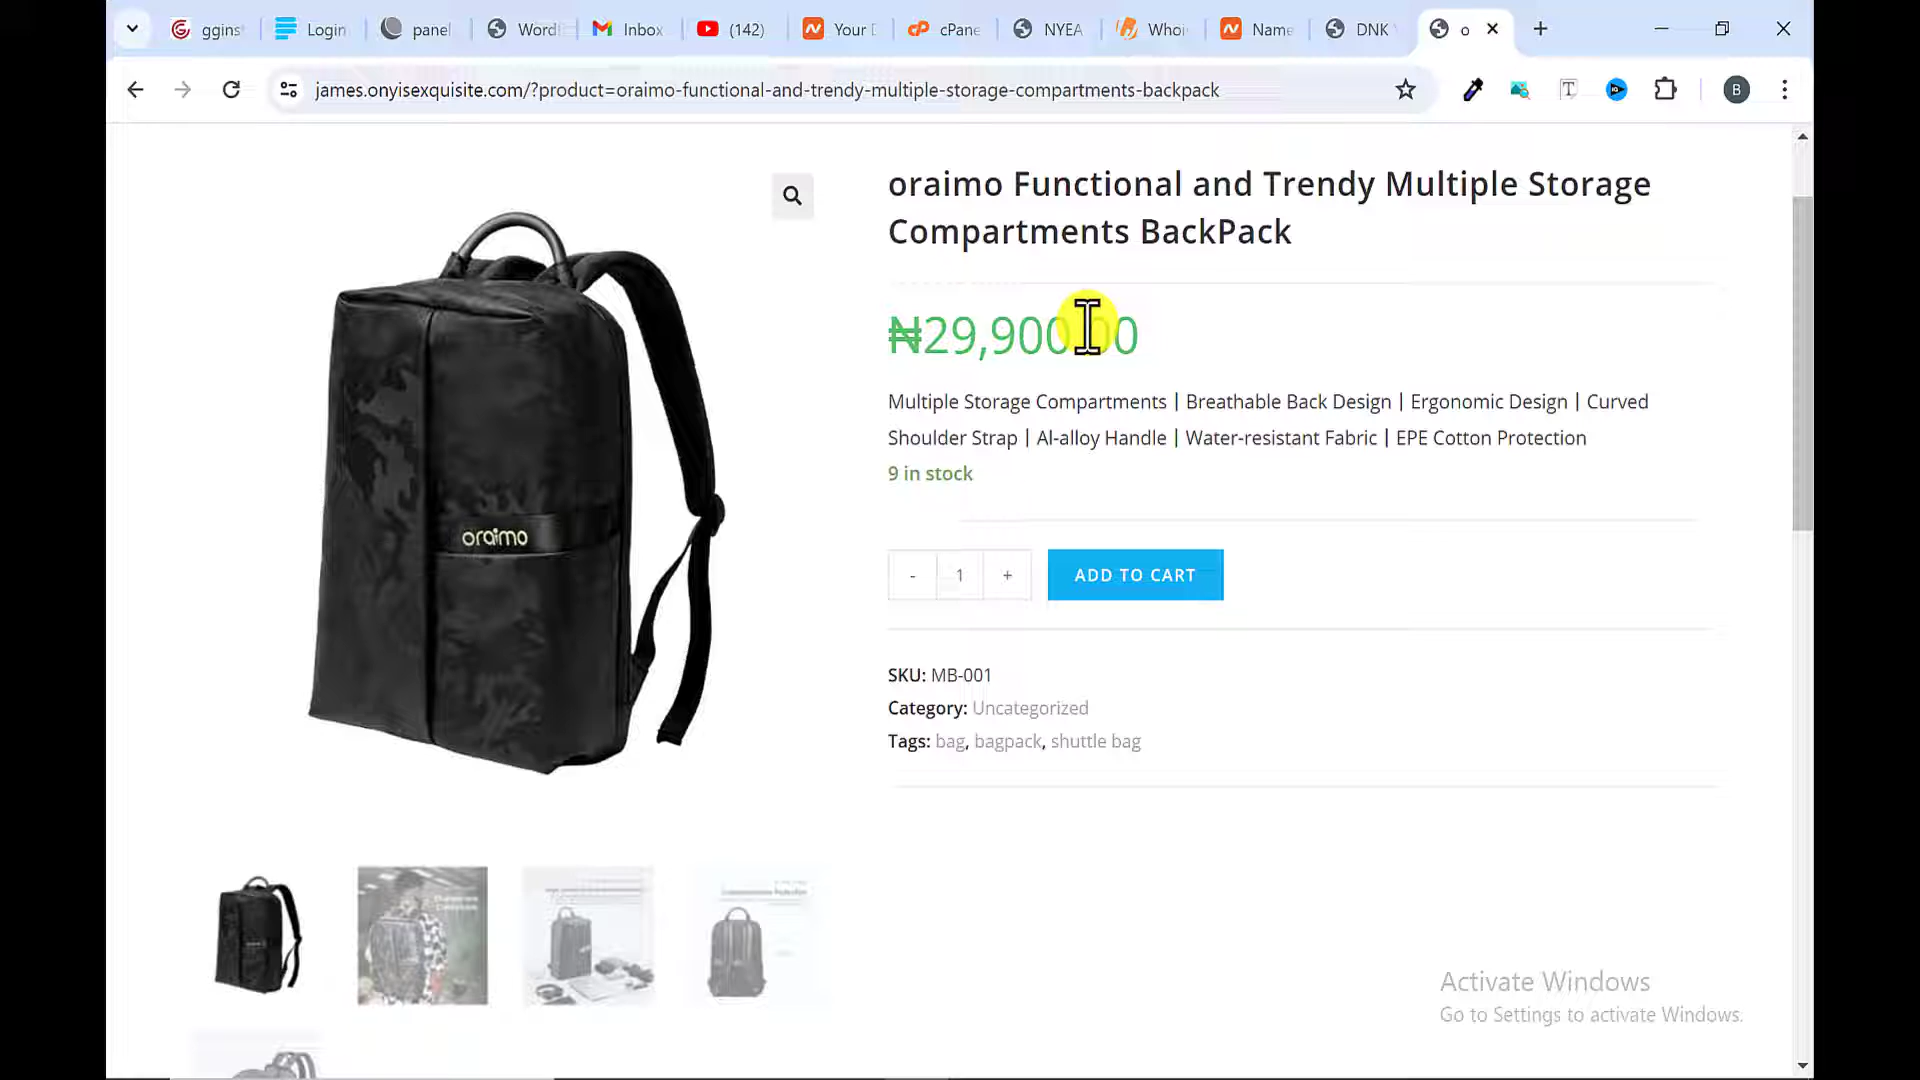 ggins
Login
panel
Word
Inbox
(142)
Your D
cPane
NYEA
Whoi
Name
DNK
o
james.onyisexquisite.com/?product=oraimo-functional-and-trendy-multiple-storage-compartments-backpack
B
oraimo Functional and Trendy Multiple Storage
Compartments BackPack
₦29,900.00
Multiple Storage Compartments | Breathable Back Design | Ergonomic Design | Curved
Shoulder Strap | Al-alloy Handle | Water-resistant Fabric | EPE Cotton Protection
9 in stock
oraimo
- 1 +
ADD TO CART
SKU: MB-001
Category: Uncategorized
Tags: bag, bagpack, shuttle bag
Activate Windows
Go to Settings to activate Windows.